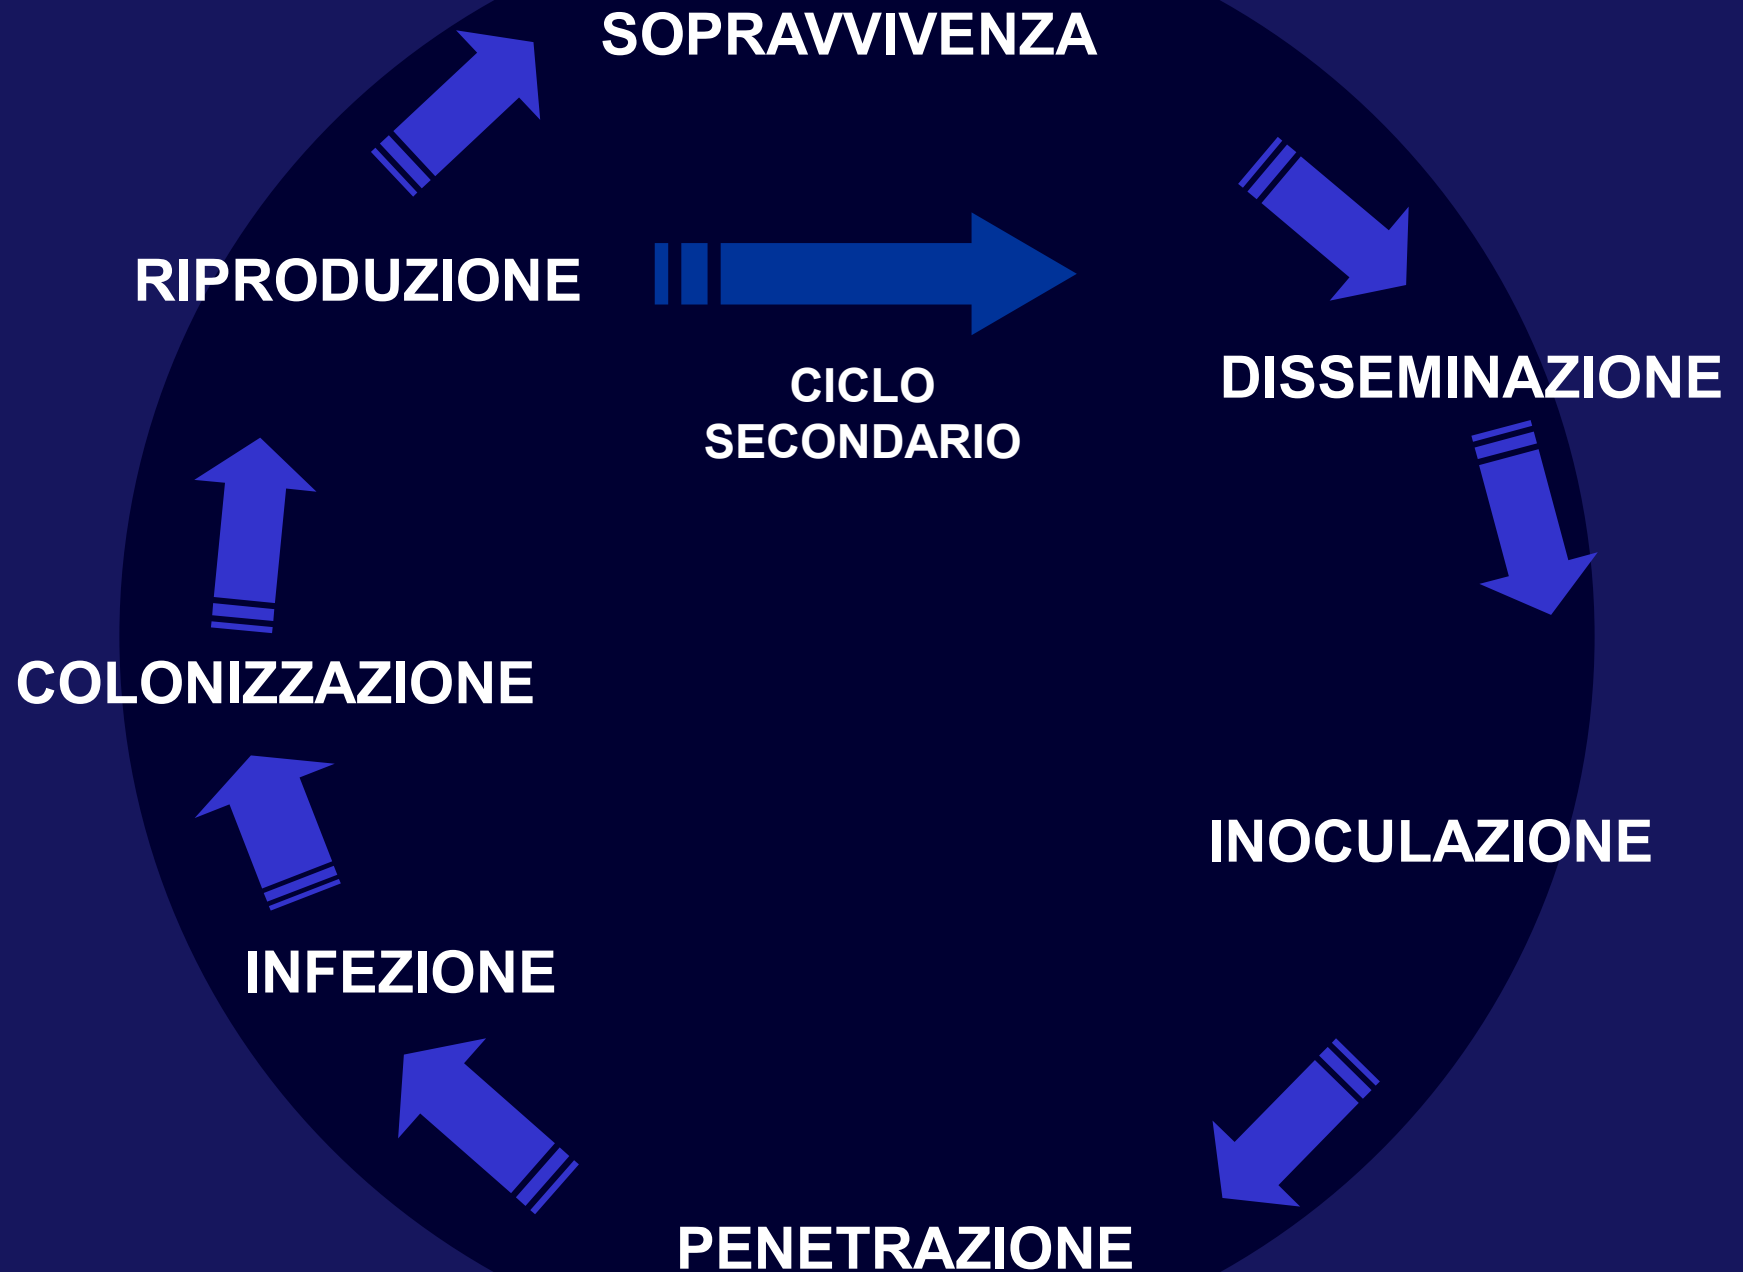 SOPRAVVIVENZA
RIPRODUZIONE
DISSEMINAZIONE
CICLO
SECONDARIO
COLONIZZAZIONE
INOCULAZIONE
INFEZIONE
PENETRAZIONE